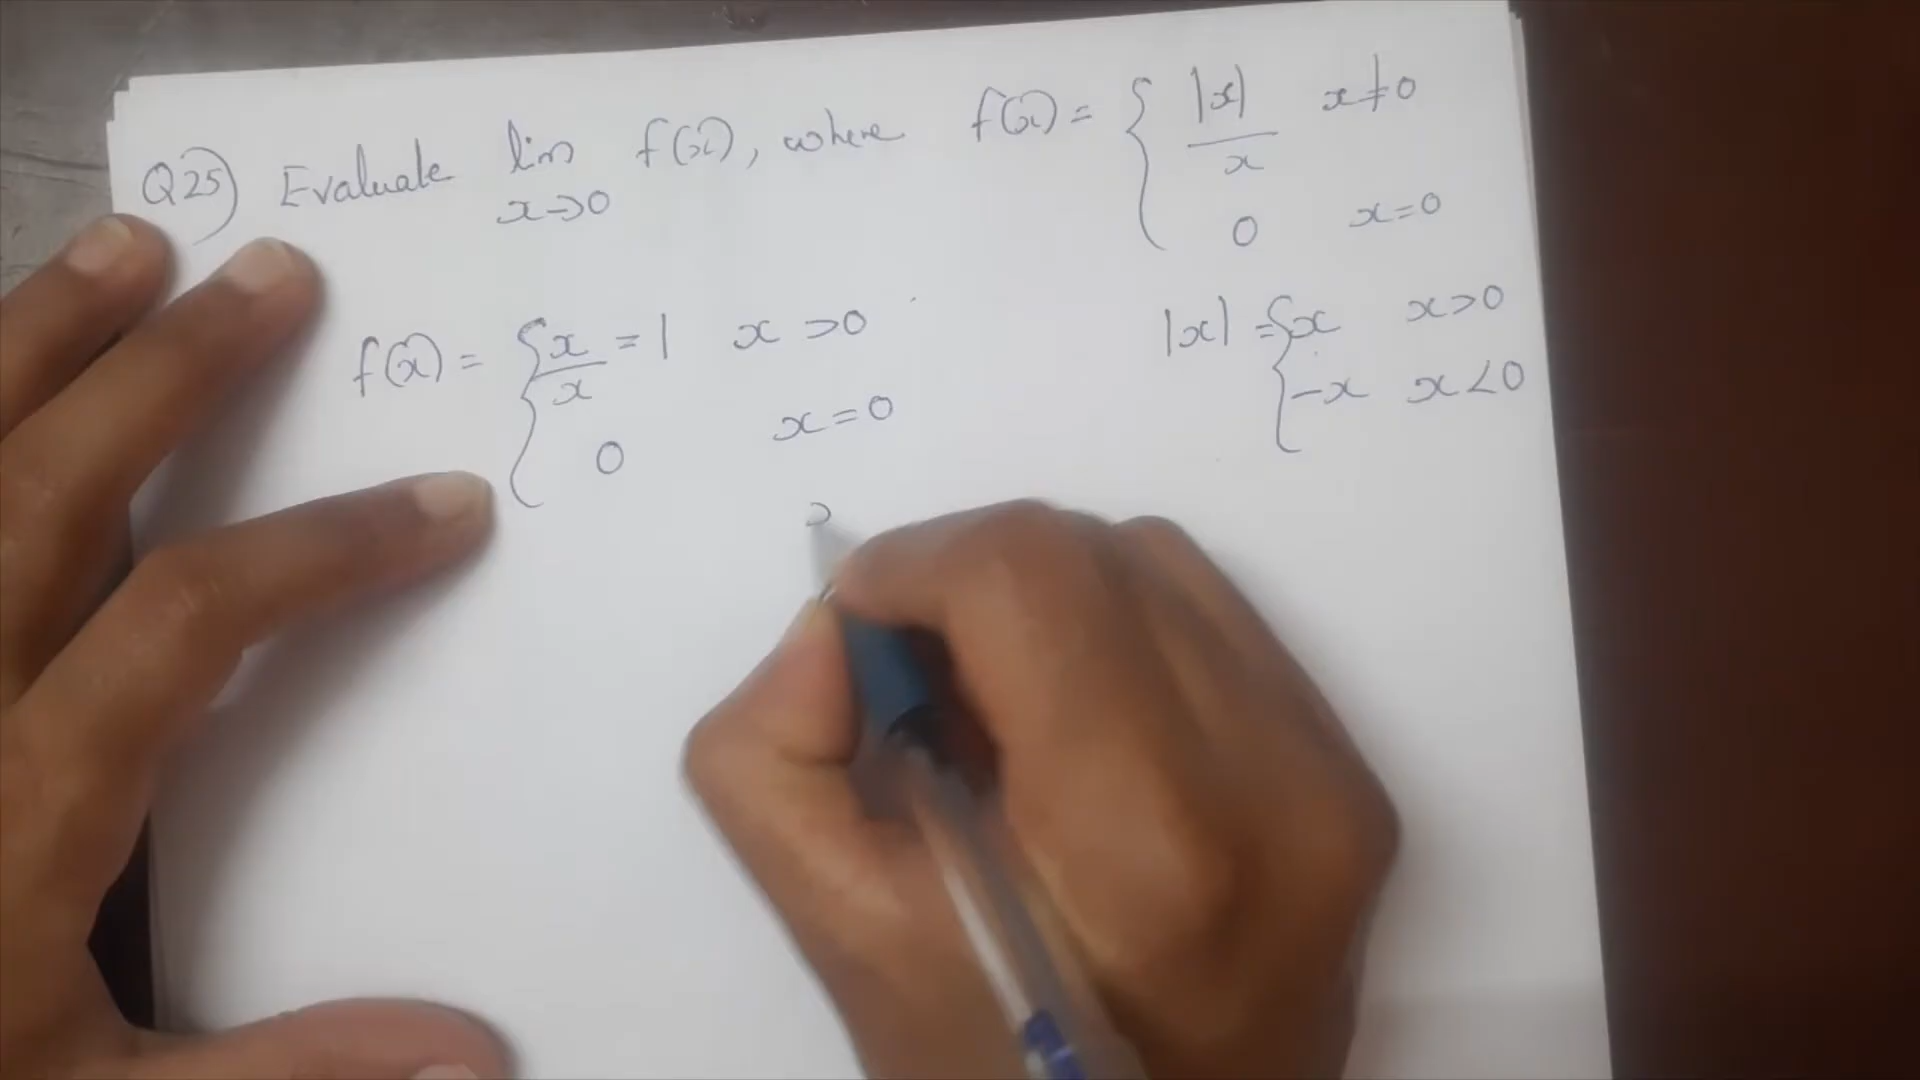 Q25) Evaluate lim f(x), where f(x) = { |x| x≠0
x→0 x
0 x=0
f(x) = { x = 1 x >0
x
0 x=0
|x| = { x x>0
-x x<0